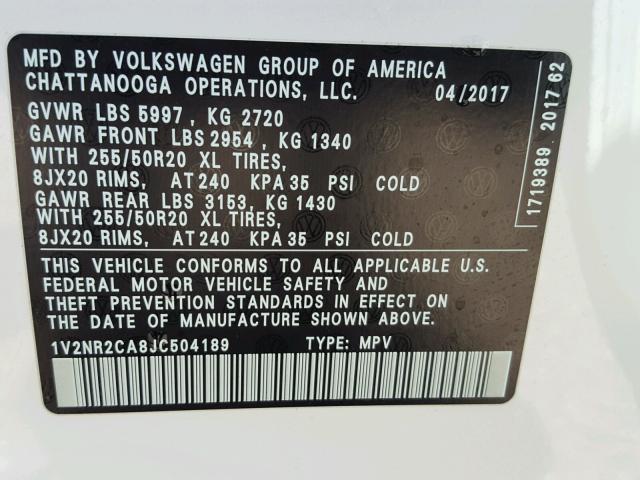 MFD BY VOLKSWAGEN GROUP OF AMERICA
CHATTANOOGA OPERATIONS, LLC. 04/2017
GVWR LBS 5997 , KG 2720
GAWR FRONT LBS 2954 , KG 1340
WITH 255/50R20 XL TIRES,
8JX20 RIMS, AT 240 KPA 35 PSI COLD
GAWR REAR LBS 3153, KG 1430
WITH 255/50R20 XL TIRES,
8JX20 RIMS, AT 240 KPA 35 PSI COLD
THIS VEHICLE CONFORMS TO ALL APPLICABLE U.S.
FEDERAL MOTOR VEHICLE SAFETY AND
THEFT PREVENTION STANDARDS IN EFFECT ON
THE DATE OF MANUFACTURE SHOWN ABOVE.
1V2NR2CA8JC504189 TYPE: MPV
1719389 2017 62